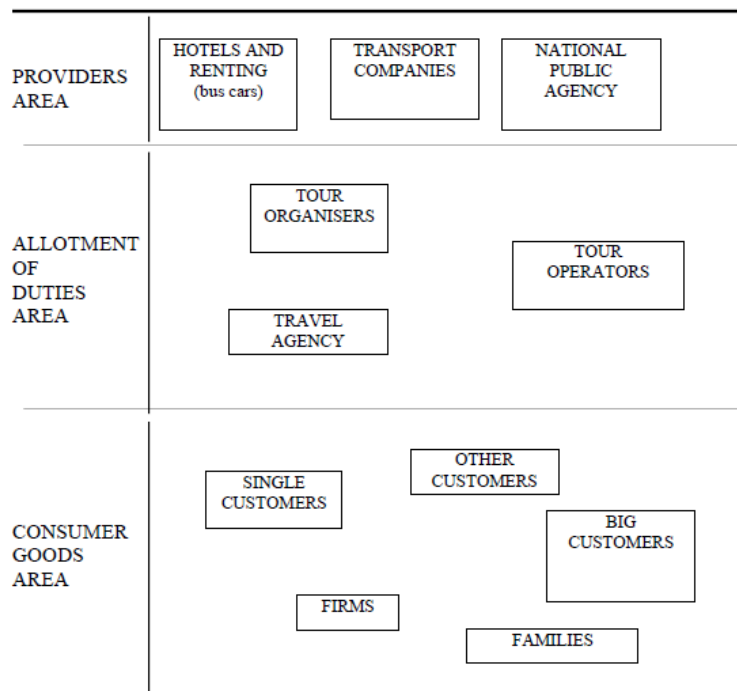 PROVIDERS
AREA
HOTELS AND
RENTING
(bus cars)
TRANSPORT
COMPANIES
NATIONAL
PUBLIC
AGENCY
ALLOTMENT
OF
DUTIES
AREA
TOUR
ORGANISERS
TOUR
OPERATORS
TRAVEL
AGENCY
CONSUMER
GOODS
AREA
SINGLE
CUSTOMERS
OTHER
CUSTOMERS
BIG
CUSTOMERS
FIRMS
FAMILIES